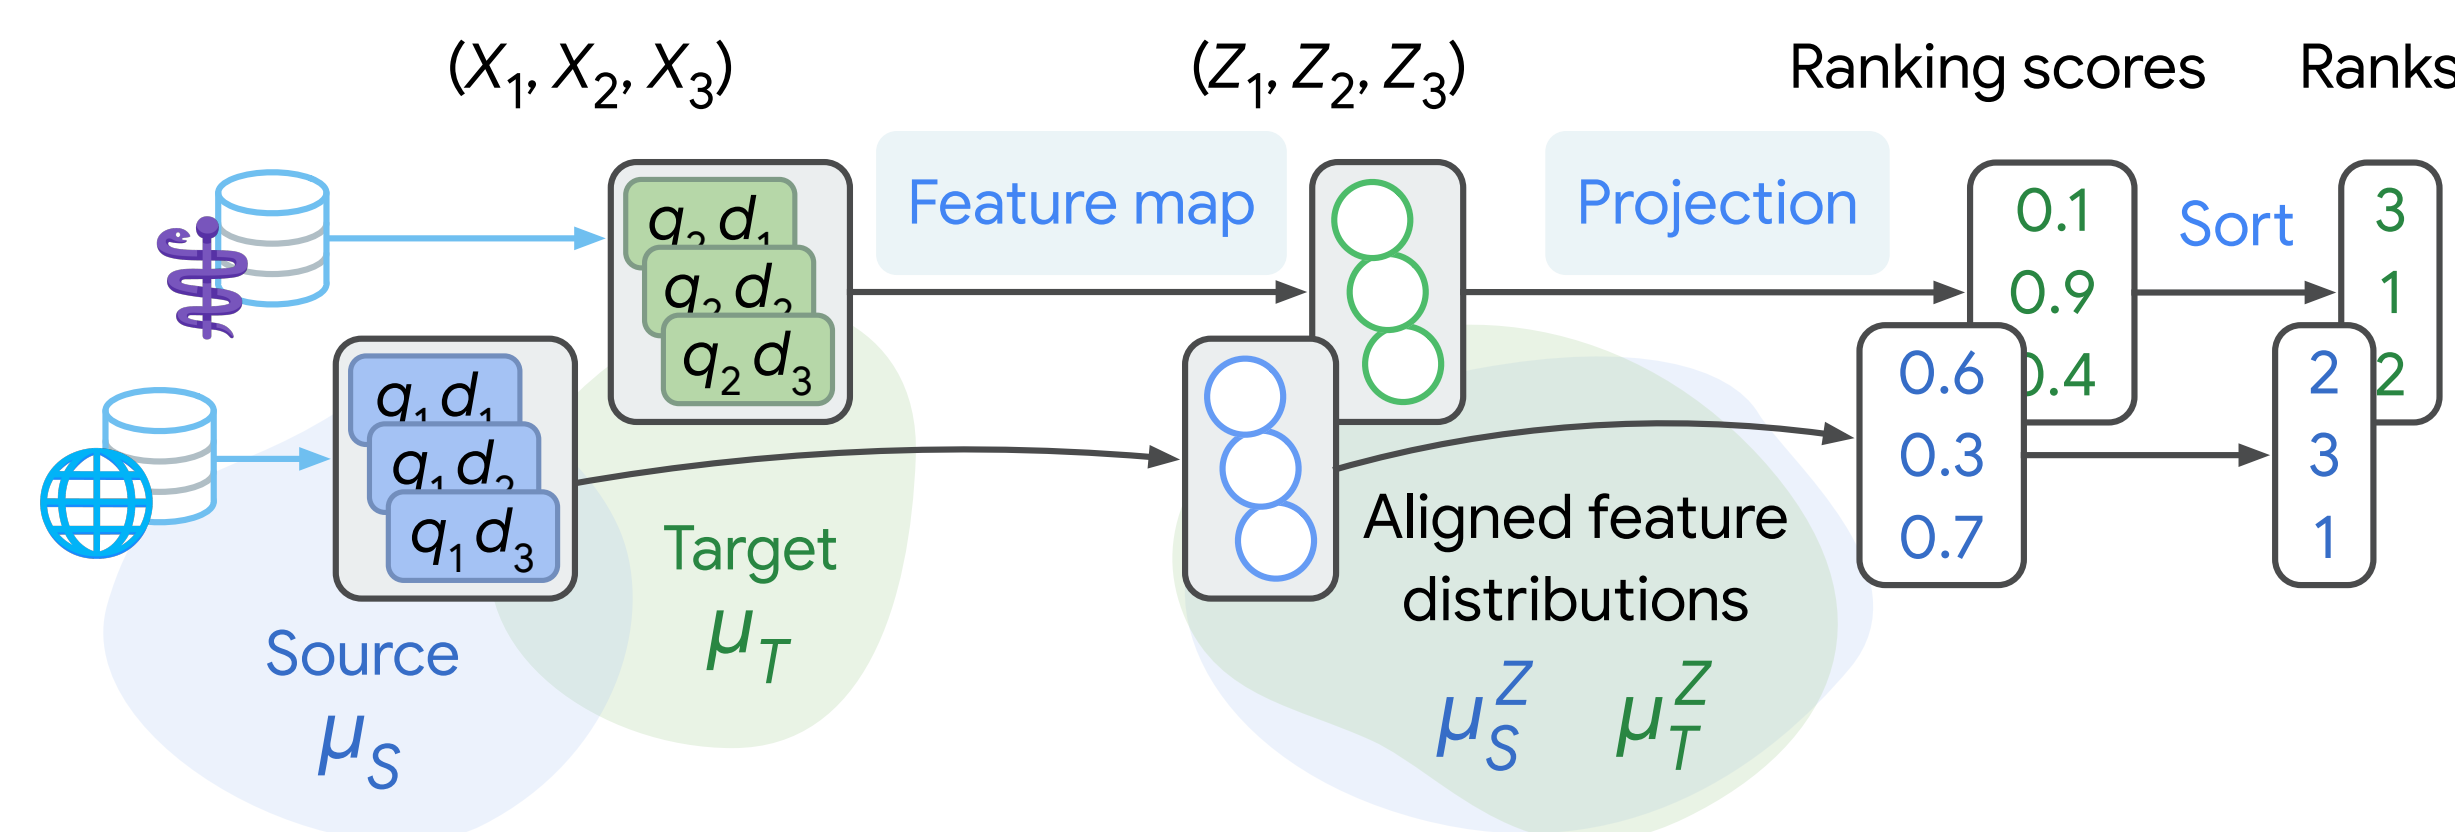 (X1, X2, X3)
(Z1, Z2, Z3)
Ranking scores
Ranks
q2 d1
q2 d2
q2 d3
Feature map
Projection
Sort
0.1
0.9
0.4
3
1
2
q1 d1
q1 d2
q1 d3
0.6
0.3
0.7
2
3
1
Target
μT
Source
μS
Aligned feature
distributions
μSZ μTZ